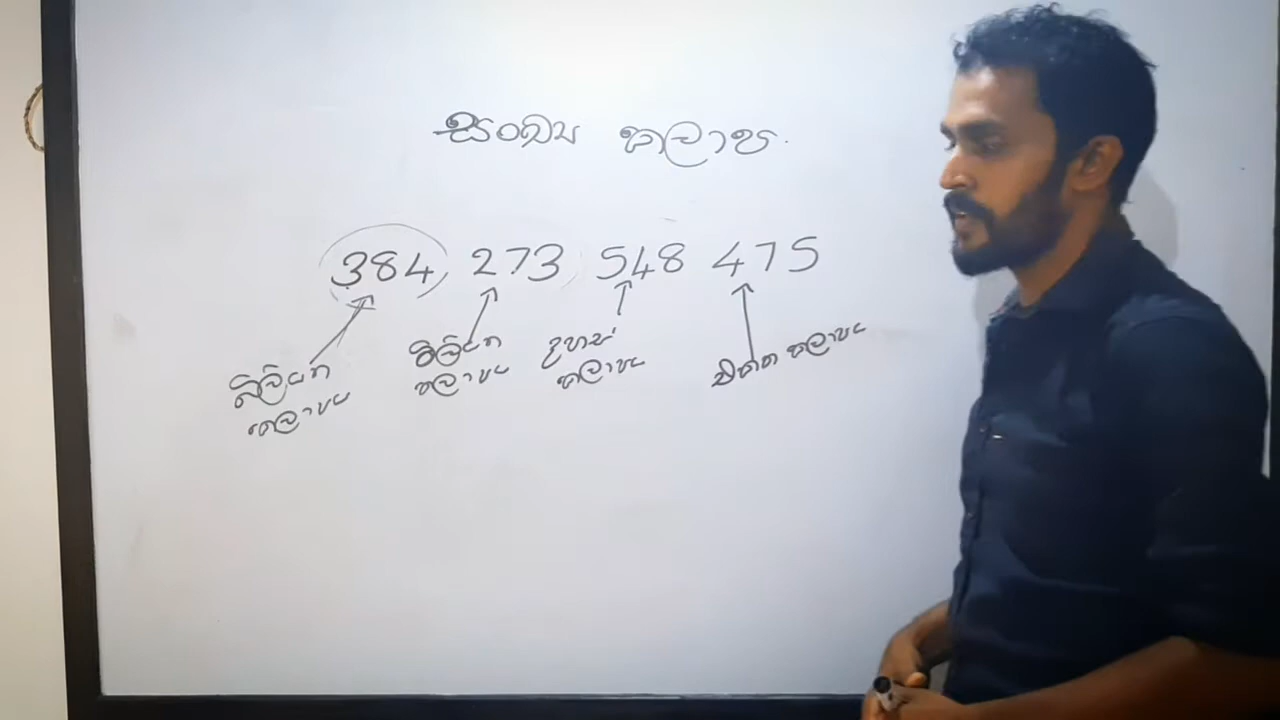 සංඛ්‍යා කලාප.
384 273 548 475
බිලියන කලාපය
මිලියන කලාපය
දහස් කලාපය
ඒකක කලාපය